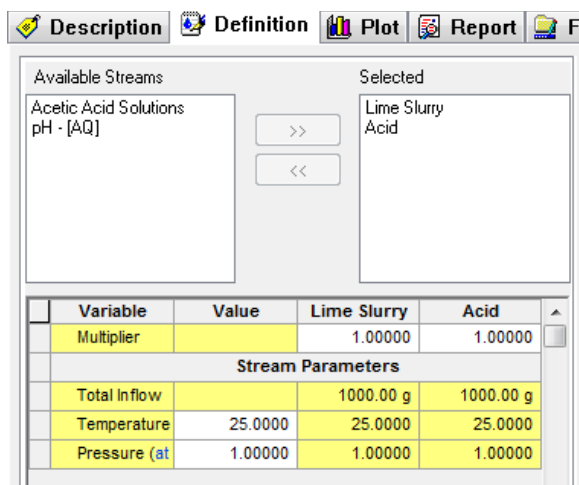 Description Definition Plot Report F
Available Streams Selected
Acetic Acid Solutions
pH - [AQ]
Lime Slurry
Acid
>>
<<
Variable Value Lime Slurry Acid
Multiplier 1.00000 1.00000
Stream Parameters
Total Inflow 1000.00 g 1000.00 g
Temperature 25.0000 25.0000 25.0000
Pressure (at 1.00000 1.00000 1.00000